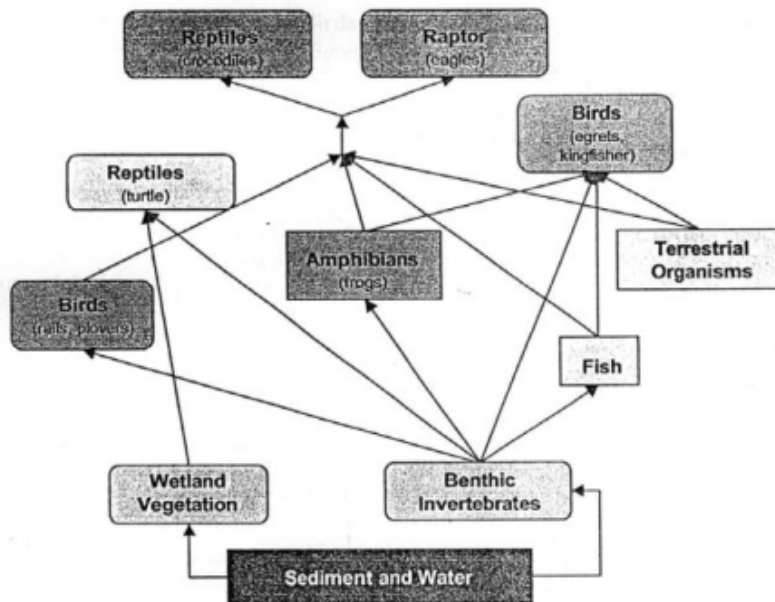 Reptiles
(crocodiles)
Raptor
(eagles)
Birds
(egrets,
kingfisher)
Reptiles
(turtle)
Amphibians
(frogs)
Terrestrial
Organisms
Birds
(rails, plovers)
Fish
Wetland
Vegetation
Benthic
Invertebrates
Sediment and Water